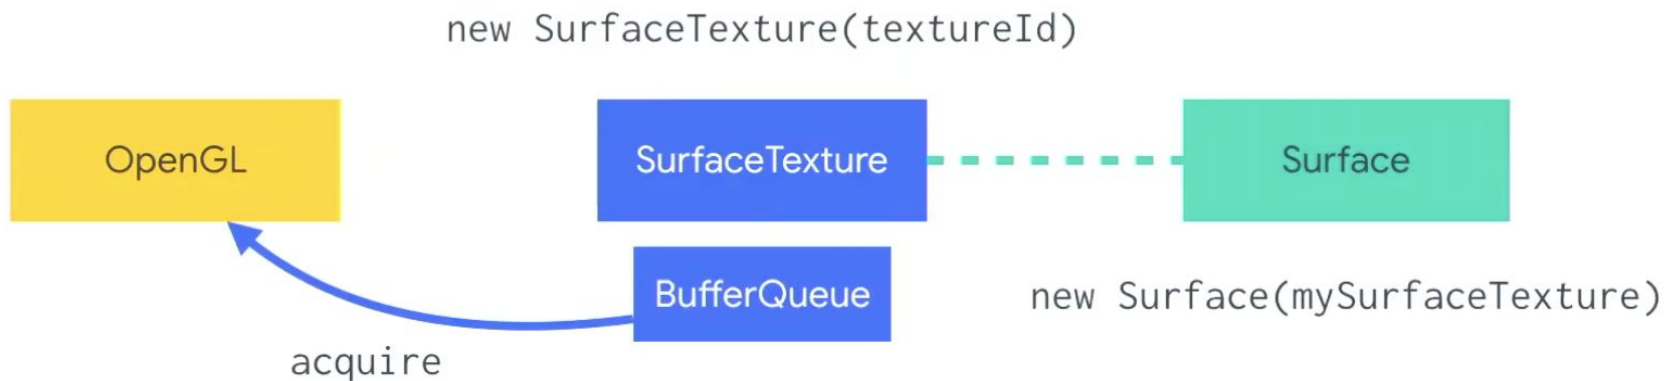 new SurfaceTexture(textureId)
OpenGL
SurfaceTexture
Surface
BufferQueue
new Surface(mySurfaceTexture)
acquire